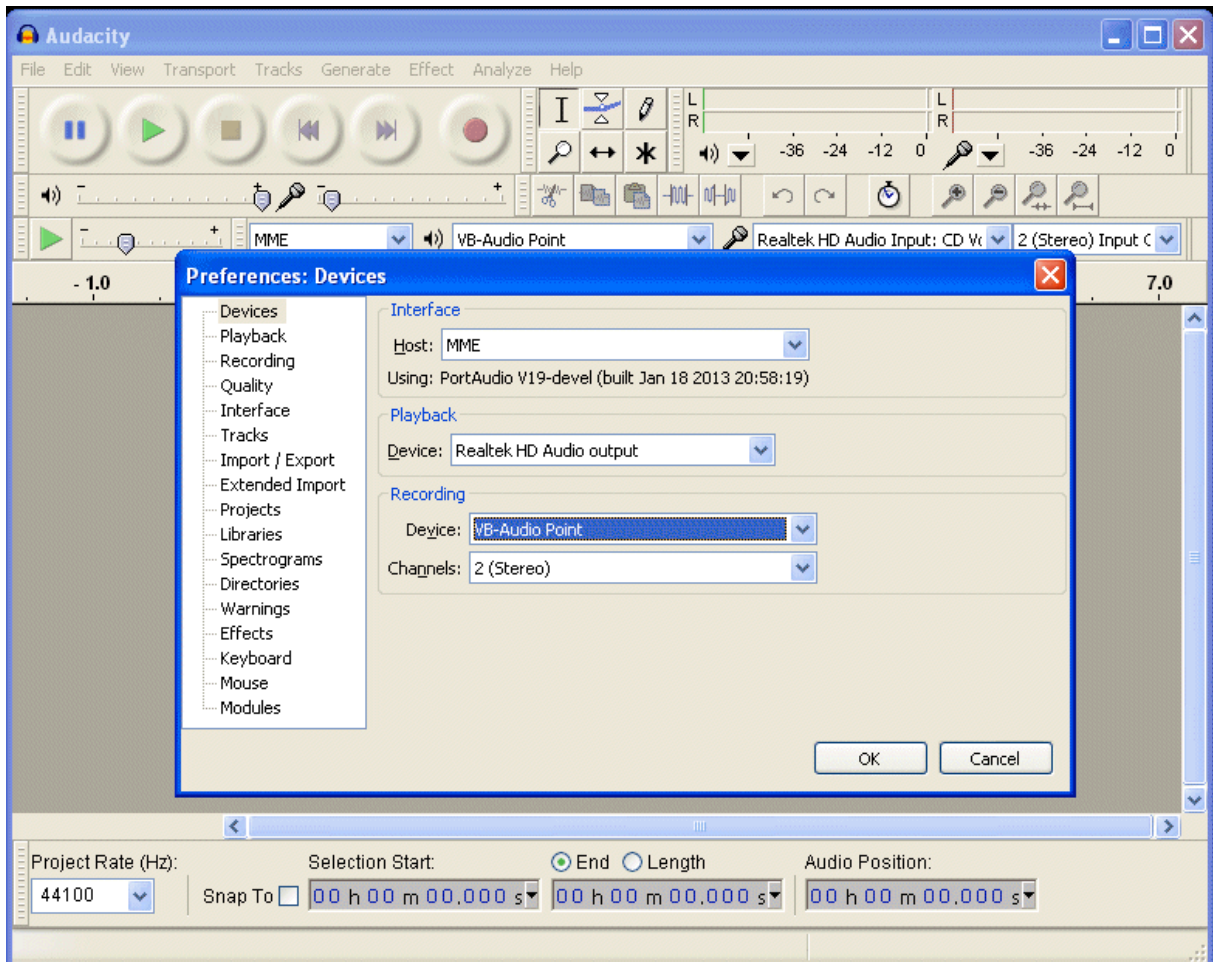 Audacity
File Edit View Transport Tracks Generate Effect Analyze Help
L
R
-36 -24 -12 0
L
R
-36 -24 -12 0
- + - +
- + MME VB-Audio Point Realtek HD Audio Input: CD Vo 2 (Stereo) Input C
- 1.0 7.0
Preferences: Devices
Devices
Playback
Recording
Quality
Interface
Tracks
Import / Export
Extended Import
Projects
Libraries
Spectrograms
Directories
Warnings
Effects
Keyboard
Mouse
Modules
Interface
Host: MME
Using: PortAudio V19-devel (built Jan 18 2013 20:58:19)
Playback
Device: Realtek HD Audio output
Recording
Device: VB-Audio Point
Channels: 2 (Stereo)
OK Cancel
Project Rate (Hz): Selection Start: End Length Audio Position:
44100 Snap To 00 h 00 m 00.000 s 00 h 00 m 00.000 s 00 h 00 m 00.000 s